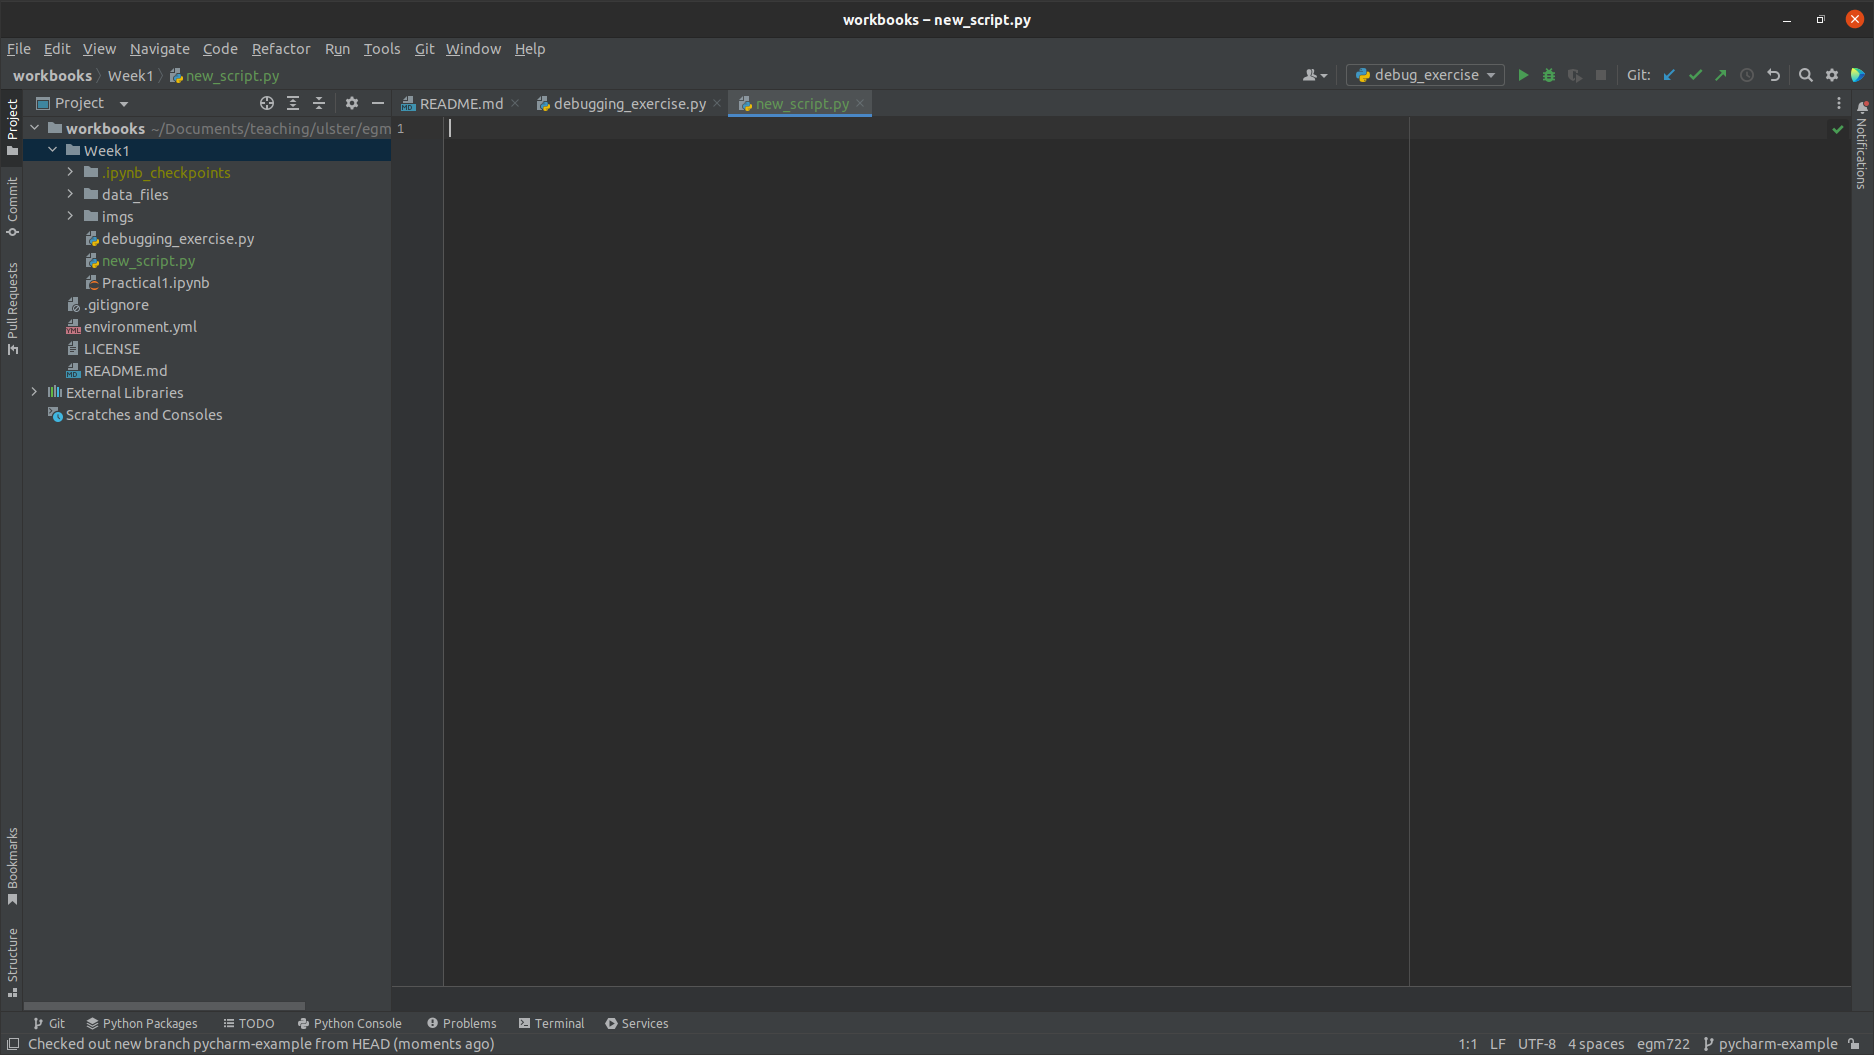 workbooks – new_script.py
File Edit View Navigate Code Refactor Run Tools Git Window Help
workbooks Week1 new_script.py
debug_exercise Git:
Project
README.md debugging_exercise.py new_script.py
workbooks ~/Documents/teaching/ulster/egm
1
Week1
.ipynb_checkpoints
data_files
imgs
debugging_exercise.py
new_script.py
Practical1.ipynb
.gitignore
environment.yml
LICENSE
README.md
External Libraries
Scratches and Consoles
Project
Commit
Pull Requests
Bookmarks
Structure
Notifications
Git Python Packages TODO Python Console Problems Terminal Services
Checked out new branch pycharm-example from HEAD (moments ago)
1:1 LF UTF-8 4 spaces egm722 pycharm-example